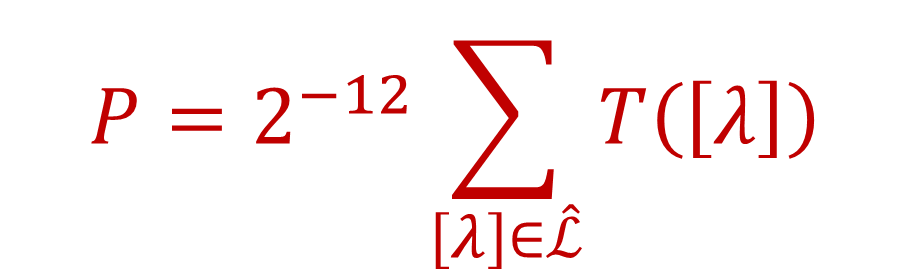 P = 2⁻¹² ∑ T([λ])
[λ]∈ℒ̂